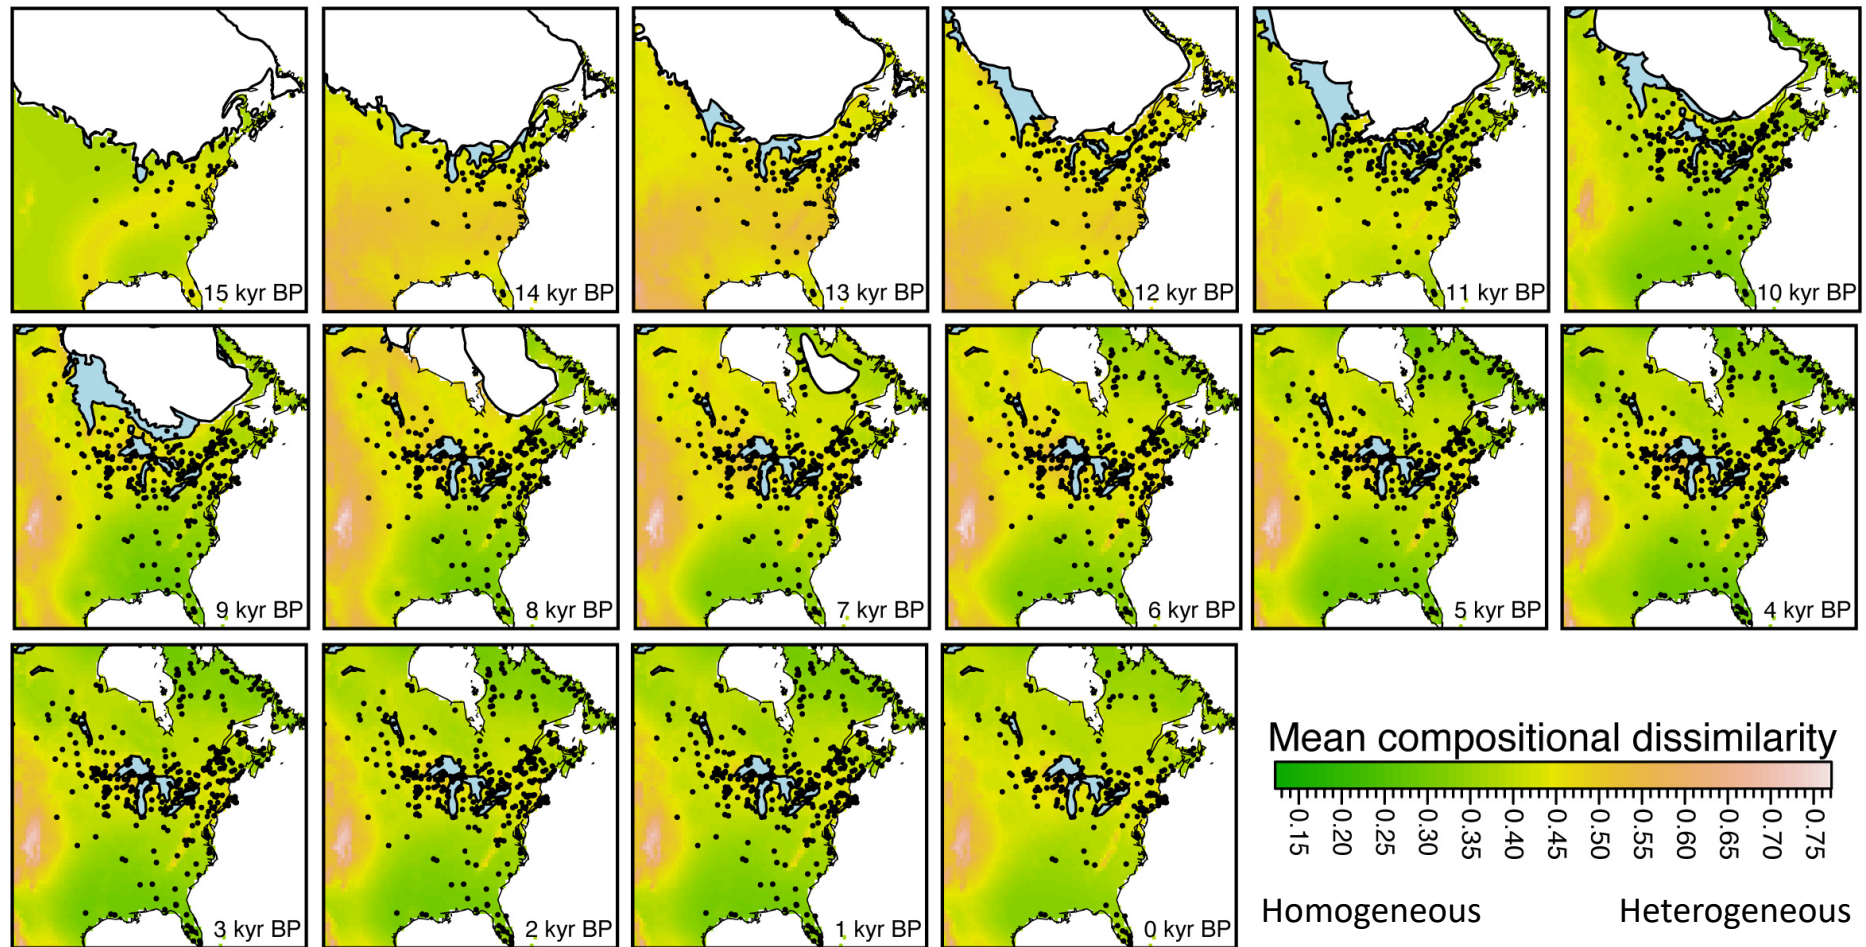 15 kyr BP
14 kyr BP
13 kyr BP
12 kyr BP
11 kyr BP
10 kyr BP
9 kyr BP
8 kyr BP
7 kyr BP
6 kyr BP
5 kyr BP
4 kyr BP
3 kyr BP
2 kyr BP
1 kyr BP
0 kyr BP
Mean compositional dissimilarity
0.15 0.20 0.25 0.30 0.35 0.40 0.45 0.50 0.55 0.60 0.65 0.70 0.75
Homogeneous Heterogeneous